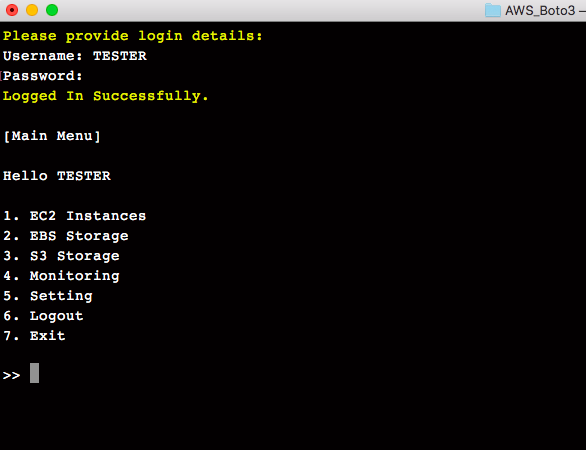 AWS_Boto3 —
Please provide login details:
Username: TESTER
Password:
Logged In Successfully.
[Main Menu]
Hello TESTER
1. EC2 Instances
2. EBS Storage
3. S3 Storage
4. Monitoring
5. Setting
6. Logout
7. Exit
>>